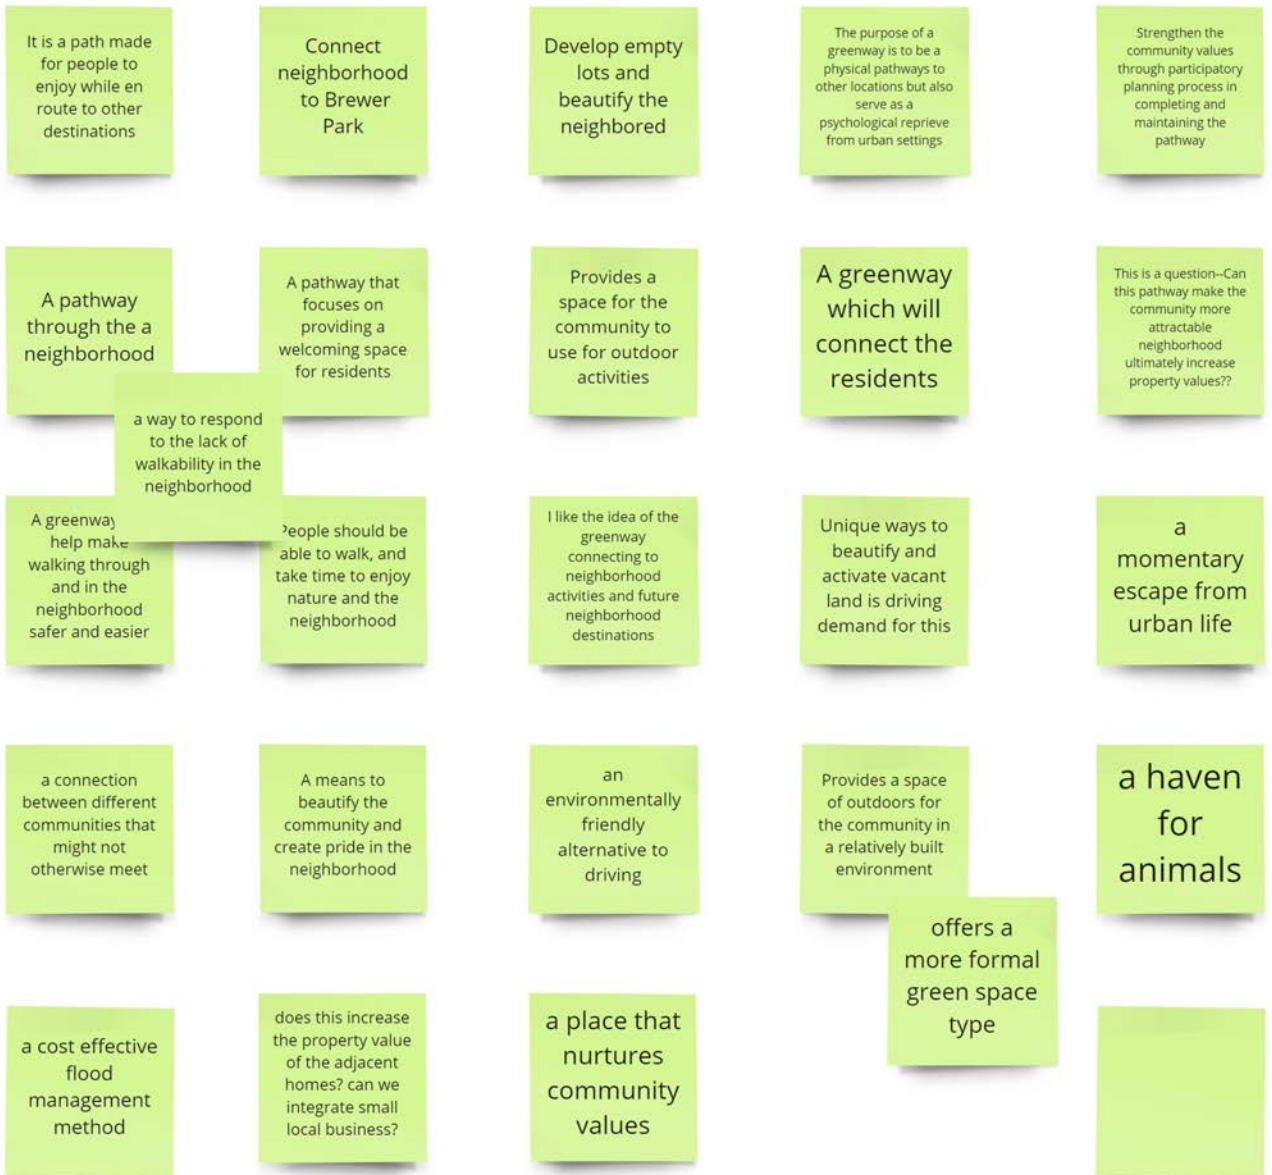 It is a path made
for people to
enjoy while en
route to other
destinations
Connect
neighborhood
to Brewer
Park
Develop empty
lots and
beautify the
neighbored
The purpose of a
greenway is to be a
physical pathways to
other locations but also
serve as a
psychological reprieve
from urban settings
Strengthen the
community values
through participatory
planning process in
completing and
maintaining the
pathway
A pathway
through the a
neighborhood
A pathway that
focuses on
providing a
welcoming space
for residents
Provides a
space for the
community to
use for outdoor
activities
A greenway
which will
connect the
residents
This is a question--Can
this pathway make the
community more
attractable
neighborhood
ultimately increase
property values??
a way to respond
to the lack of
walkability in the
neighborhood
A greenway
help make
walking through
and in the
neighborhood
safer and easier
People should be
able to walk, and
take time to enjoy
nature and the
neighborhood
I like the idea of the
greenway
connecting to
neighborhood
activities and future
neighborhood
destinations
Unique ways to
beautify and
activate vacant
land is driving
demand for this
a
momentary
escape from
urban life
a connection
between different
communities that
might not
otherwise meet
A means to
beautify the
community and
create pride in the
neighborhood
an
environmentally
friendly
alternative to
driving
Provides a space
of outdoors for
the community in
a relatively built
environment
a haven
for
animals
offers a
more formal
green space
type
a cost effective
flood
management
method
does this increase
the property value
of the adjacent
homes? can we
integrate small
local business?
a place that
nurtures
community
values